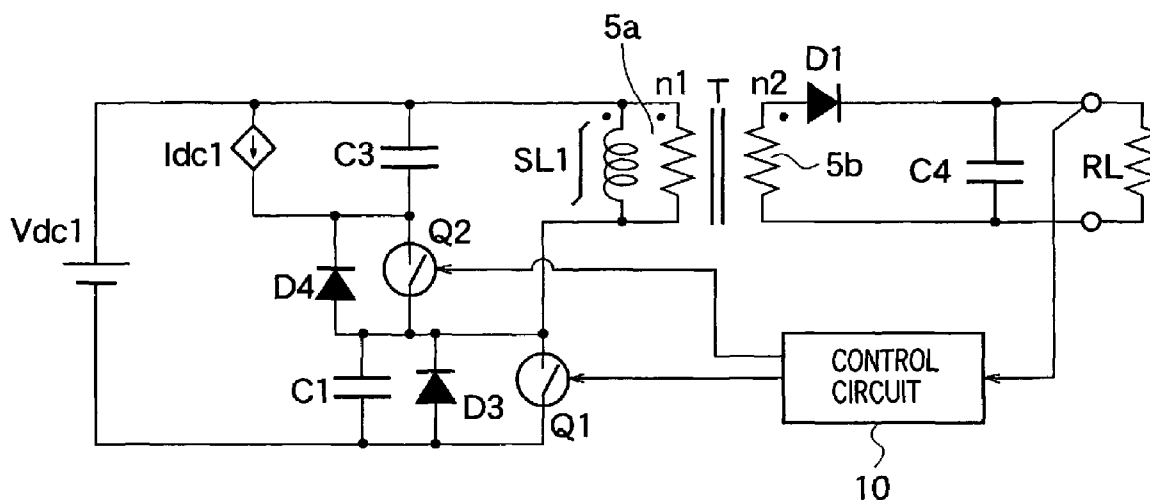 5a
n1
T
n2
D1
Idc1
C3
SL1
5b
C4
RL
Vdc1
Q2
D4
C1
D3
Q1
CONTROL
CIRCUIT
10